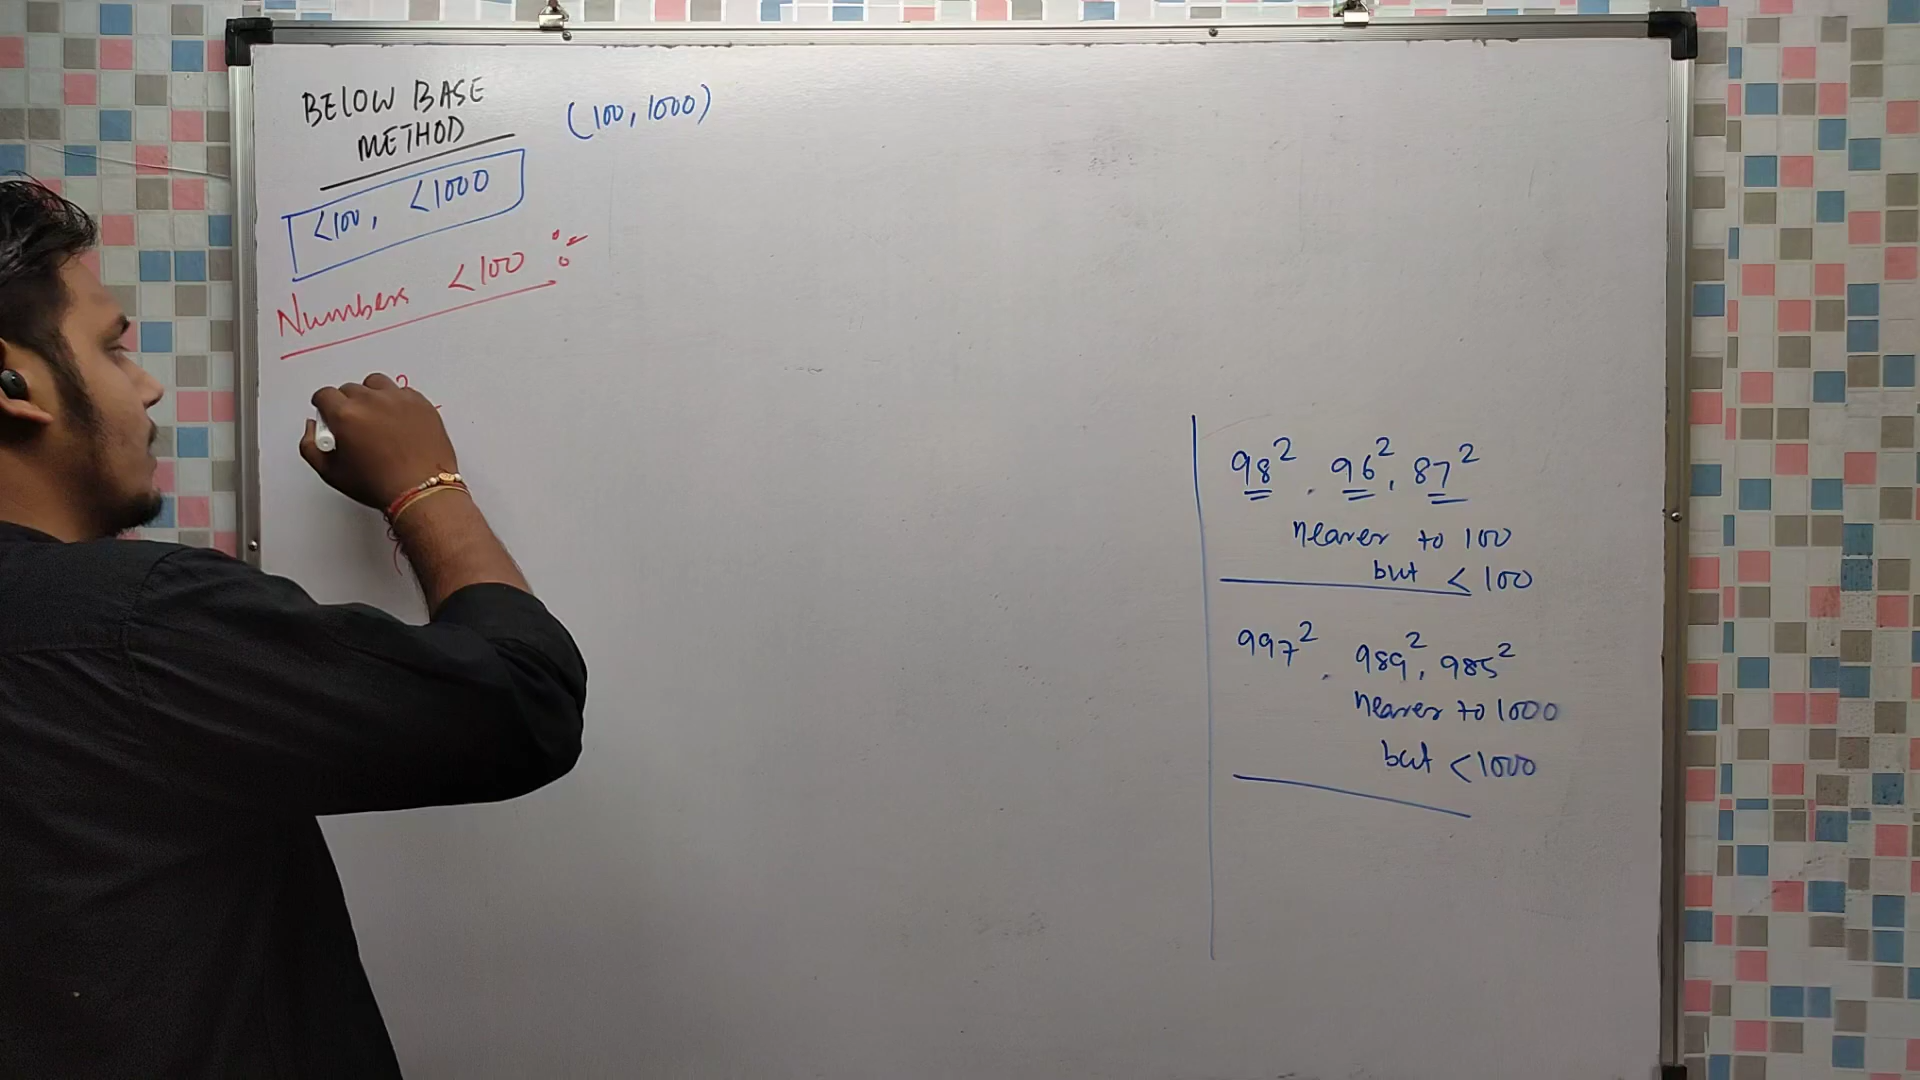 BELOW BASE
METHOD
(100, 1000)
<100, <1000
Numbers <100 :-
2
98², 96², 87²
nearer to 100
but < 100
997², 989², 985²
nearer to 1000
but <1000